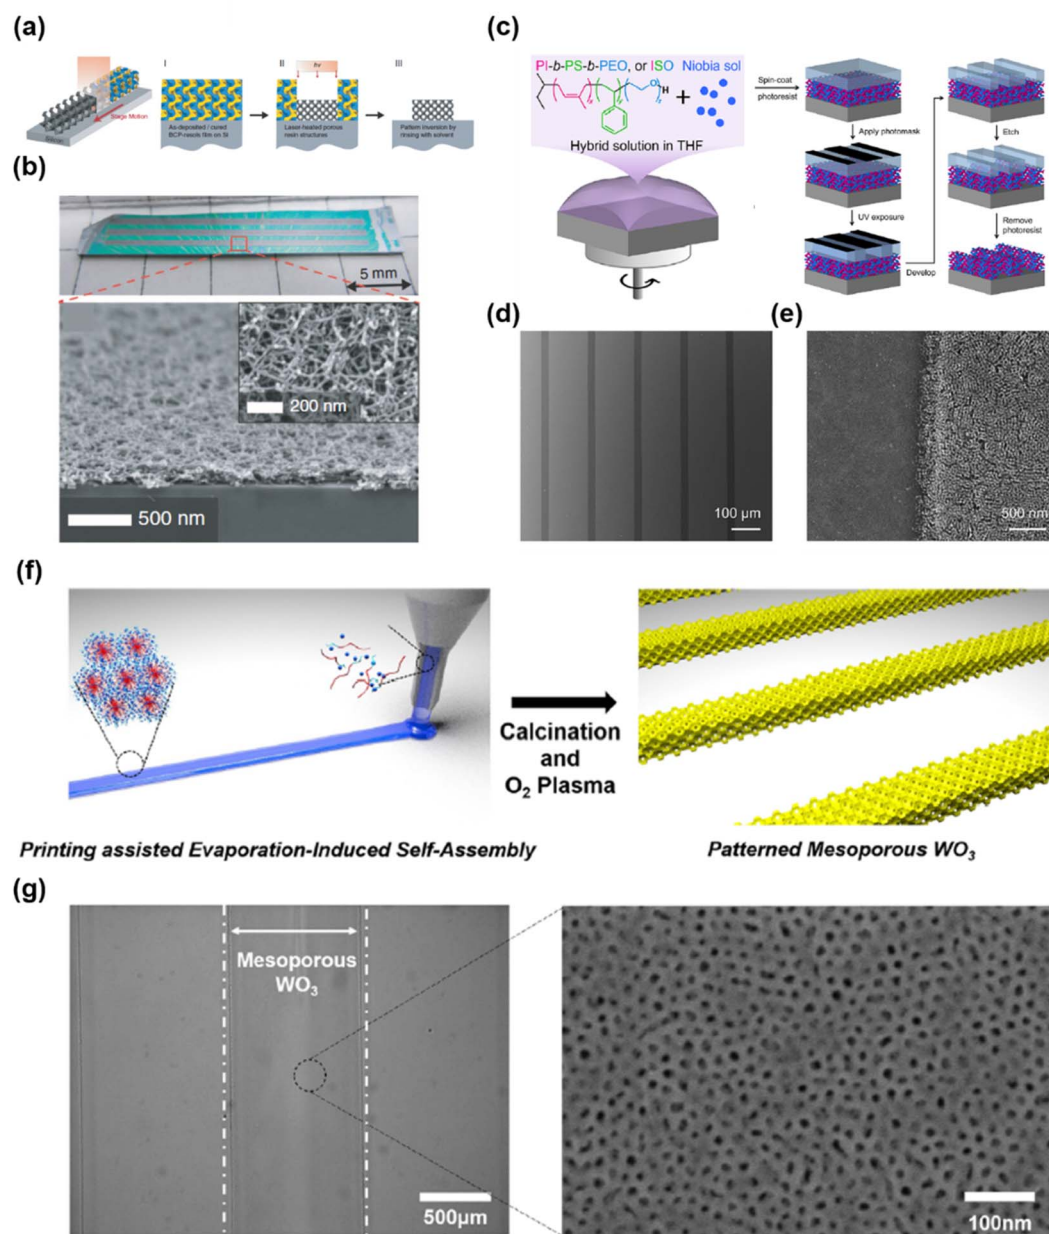 (a)
I
II
III
hv
Stage Motion
Silicon
As-deposited / cured
BCP-resols film on Si
Laser-heated porous
resin structures
Pattern inversion by
rinsing with solvent
(b)
5 mm
200 nm
500 nm
(c)
PI-b-PS-b-PEO, or ISO
Niobia sol
H
+
Hybrid solution in THF
Spin-coat
photoresist
Apply photomask
UV exposure
Develop
Etch
Remove
photoresist
(d)
100 µm
(e)
500 nm
(f)
Calcination
and
O₂ Plasma
Printing assisted Evaporation-Induced Self-Assembly
Patterned Mesoporous WO₃
(g)
Mesoporous
WO₃
500µm
100nm